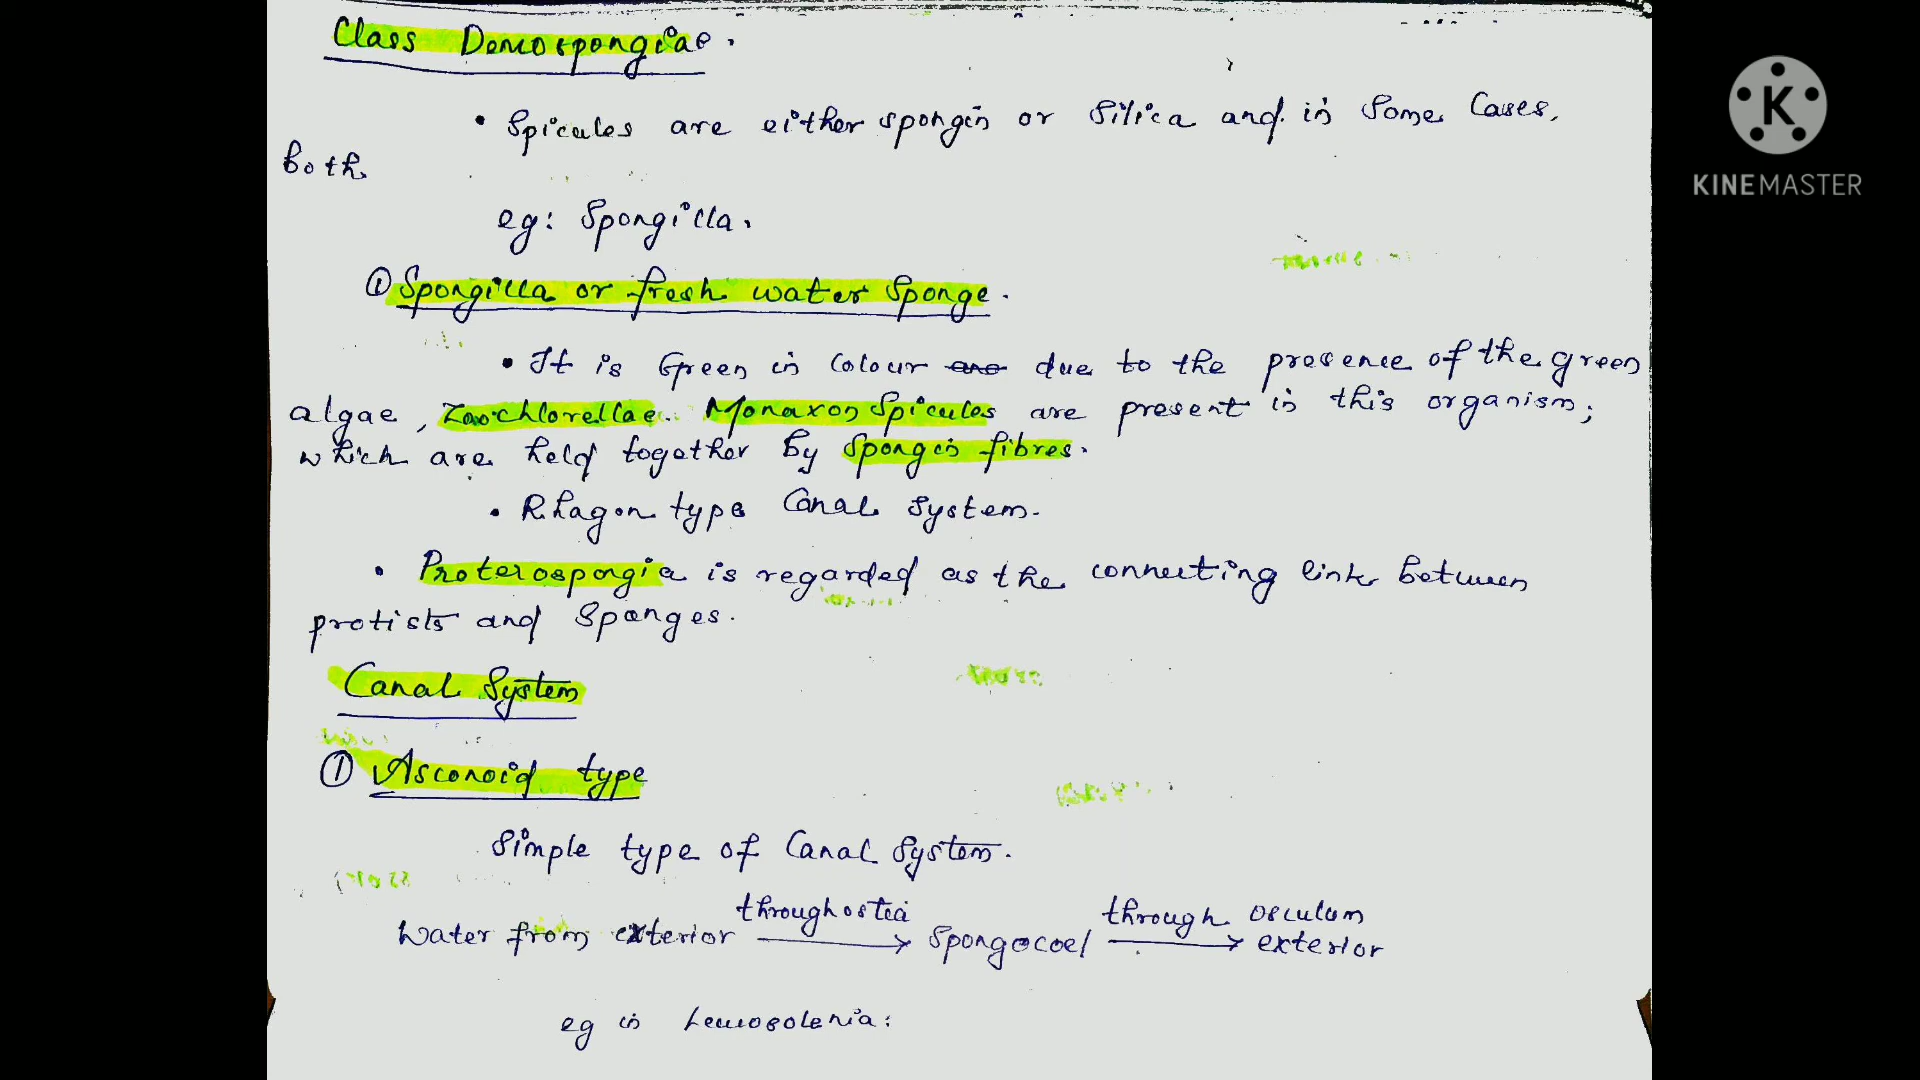 Class Demospongiae.
• Spicules are either spongin or Silica and in Some Cases,
both
eg: Spongilla.
① Spongilla or fresh water Sponge.
• It is Green in Colour are due to the presence of the green
algae, Zoochlorellae. Monaxon Spicules are present in this organism;
which are held together by Spongin fibres.
• Rhagon type Canal System.
• Proterospongia is regarded as the connecting link between
protists and Sponges.
Canal System
① Asconoid type
Simple type of Canal System.
through ostia through osculum
Water from exterior → Spongocoel → exterior
eg in Leucosolenia:
K
KINEMASTER